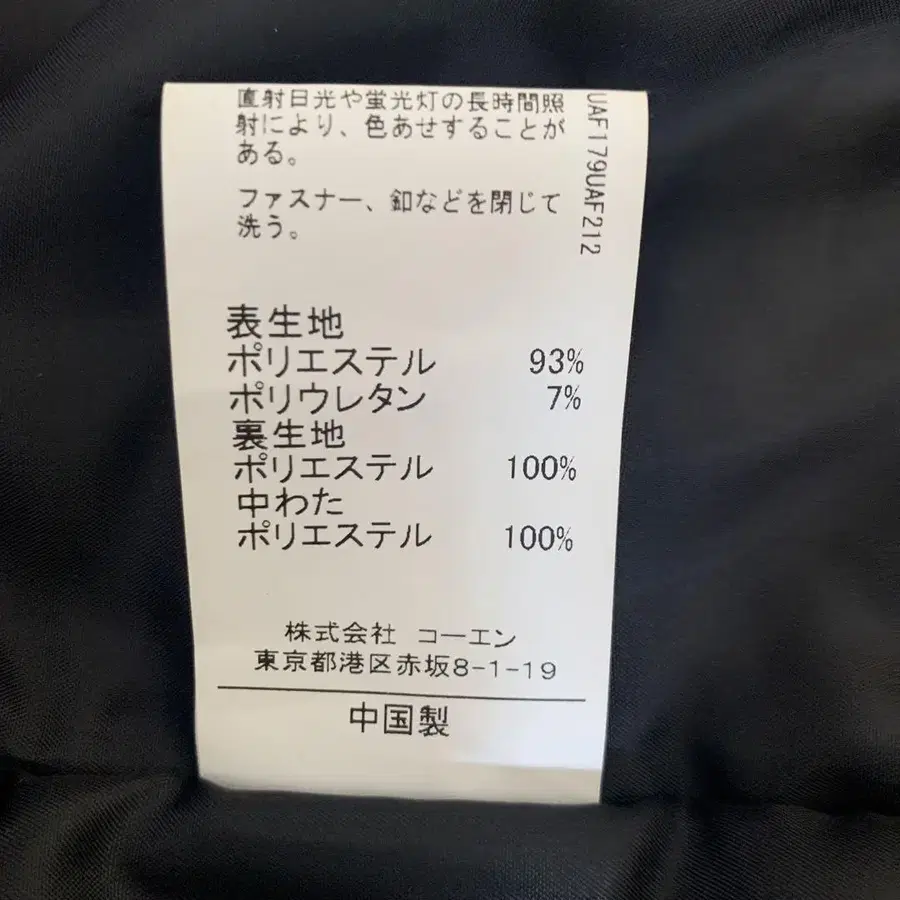 直射日光や蛍光灯の長時間照
射により、色あせすることが
ある。
ファスナー、釦などを閉じて
洗う。
UAF179UAF212
表生地
ポリエステル 93%
ポリウレタン 7%
裏生地
ポリエステル 100%
中わた
ポリエステル 100%
株式会社 コーエン
東京都港区赤坂8-1-19
中国製